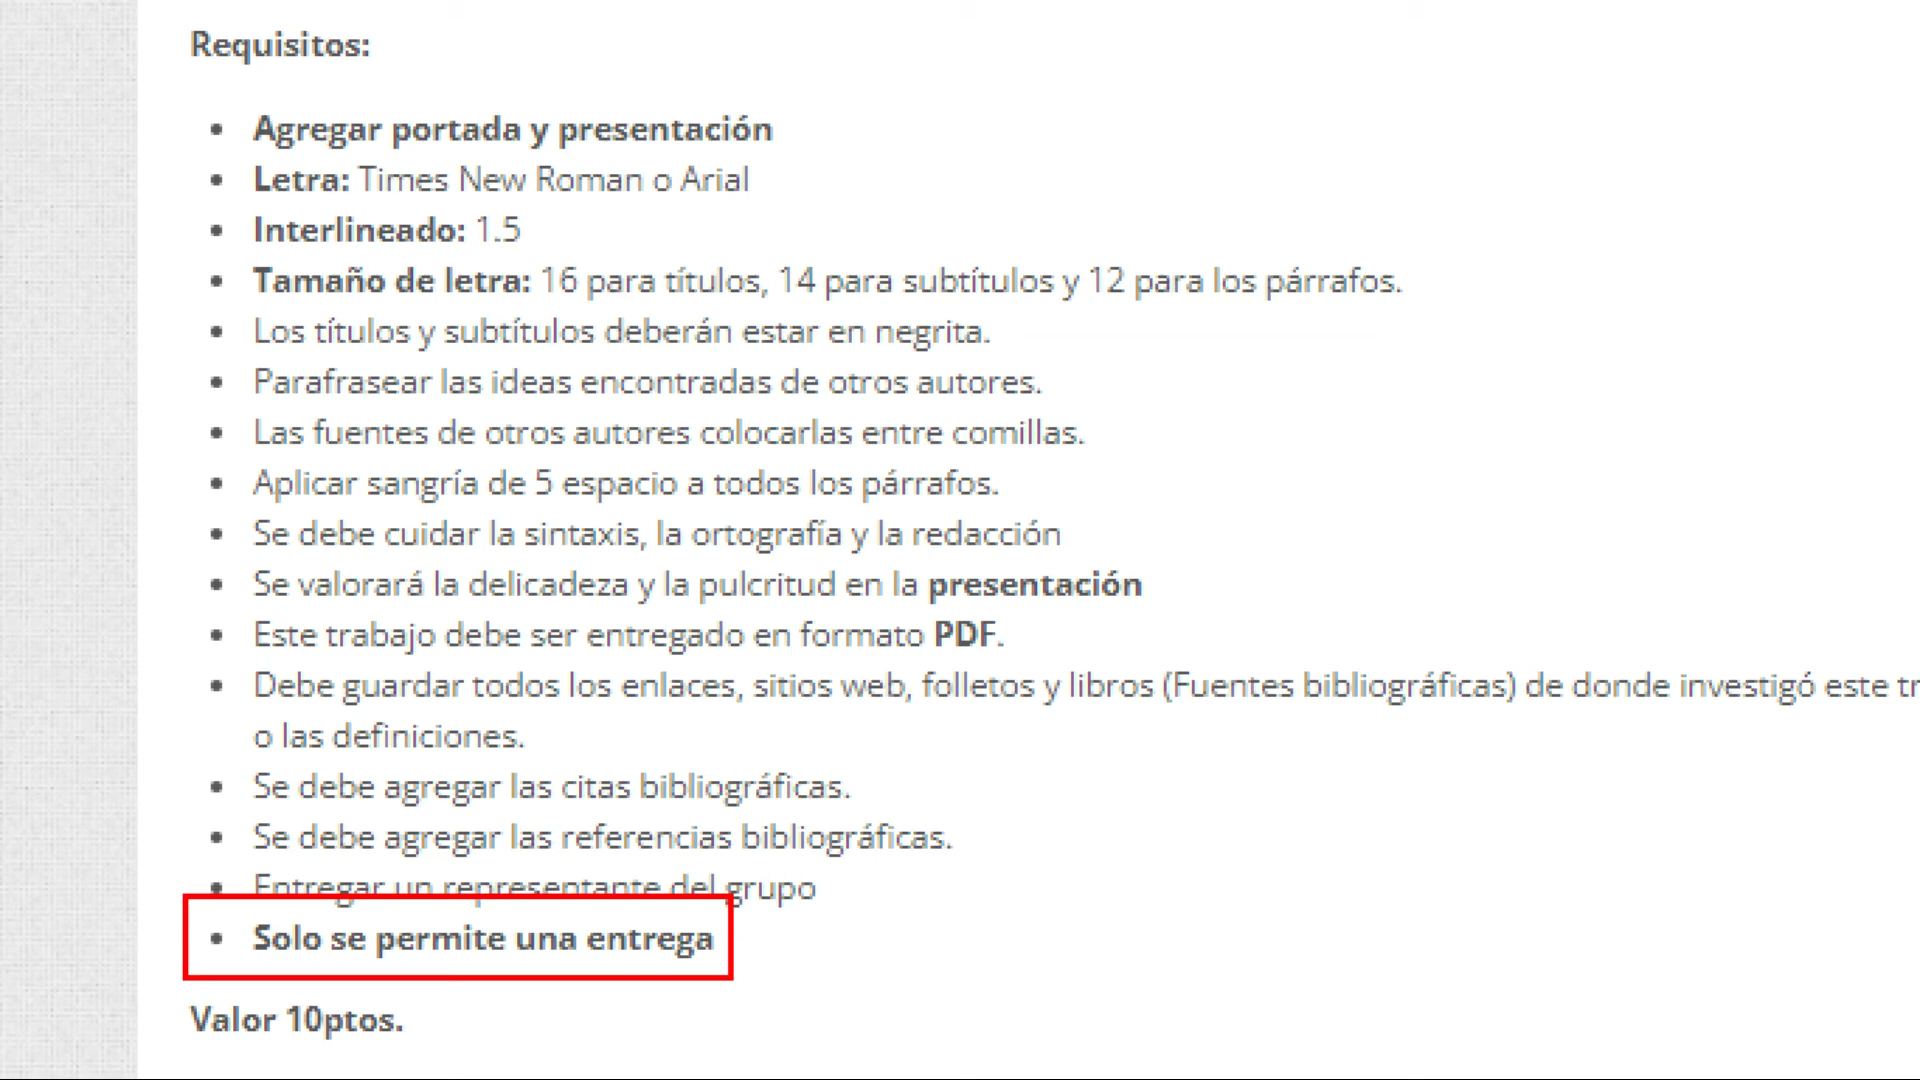 Requisitos:
• Agregar portada y presentación
• Letra: Times New Roman o Arial
• Interlineado: 1.5
• Tamaño de letra: 16 para títulos, 14 para subtítulos y 12 para los párrafos.
• Los títulos y subtítulos deberán estar en negrita.
• Parafrasear las ideas encontradas de otros autores.
• Las fuentes de otros autores colocarlas entre comillas.
• Aplicar sangría de 5 espacio a todos los párrafos.
• Se debe cuidar la sintaxis, la ortografía y la redacción
• Se valorará la delicadeza y la pulcritud en la presentación
• Este trabajo debe ser entregado en formato PDF.
• Debe guardar todos los enlaces, sitios web, folletos y libros (Fuentes bibliográficas) de donde investigó este
o las definiciones.
• Se debe agregar las citas bibliográficas.
• Se debe agregar las referencias bibliográficas.
• Entregar un representante del grupo
• Solo se permite una entrega
Valor 10ptos.